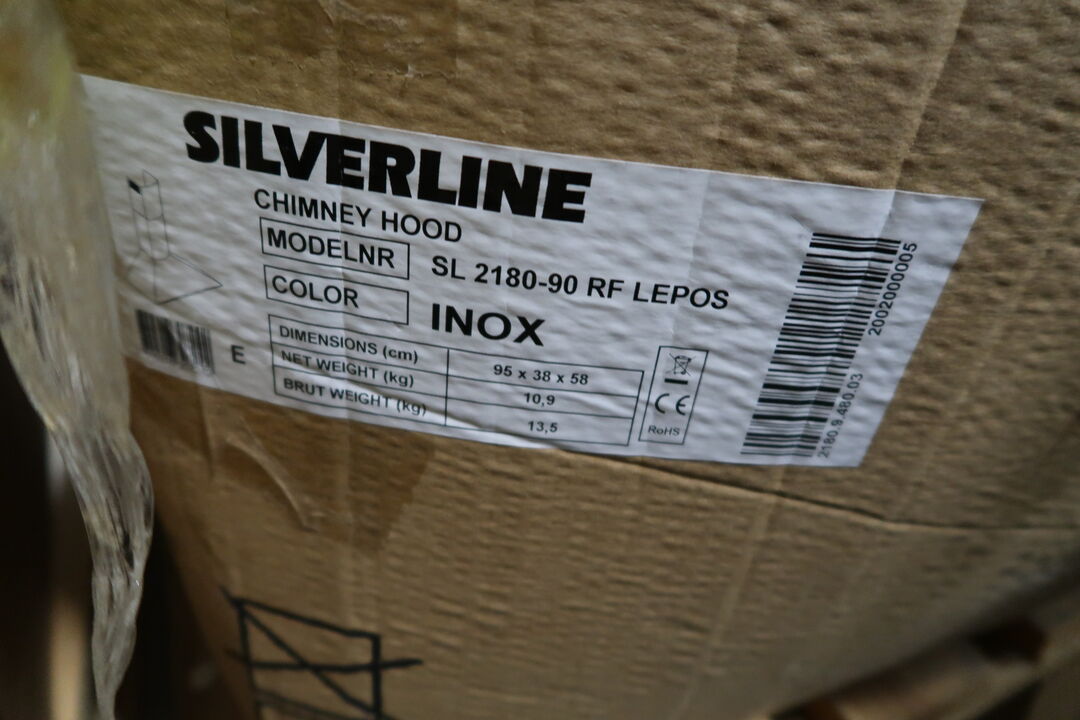 SILVERLINE
CHIMNEY HOOD
MODELNR SL 2180-90 RF LEPOS
COLOR INOX
DIMENSIONS (cm) 95 x 38 x 58
NET WEIGHT (kg) 10,9
BRUT WEIGHT (kg) 13,5
E
CE
RoHS
2180.9.480.03
2002000005